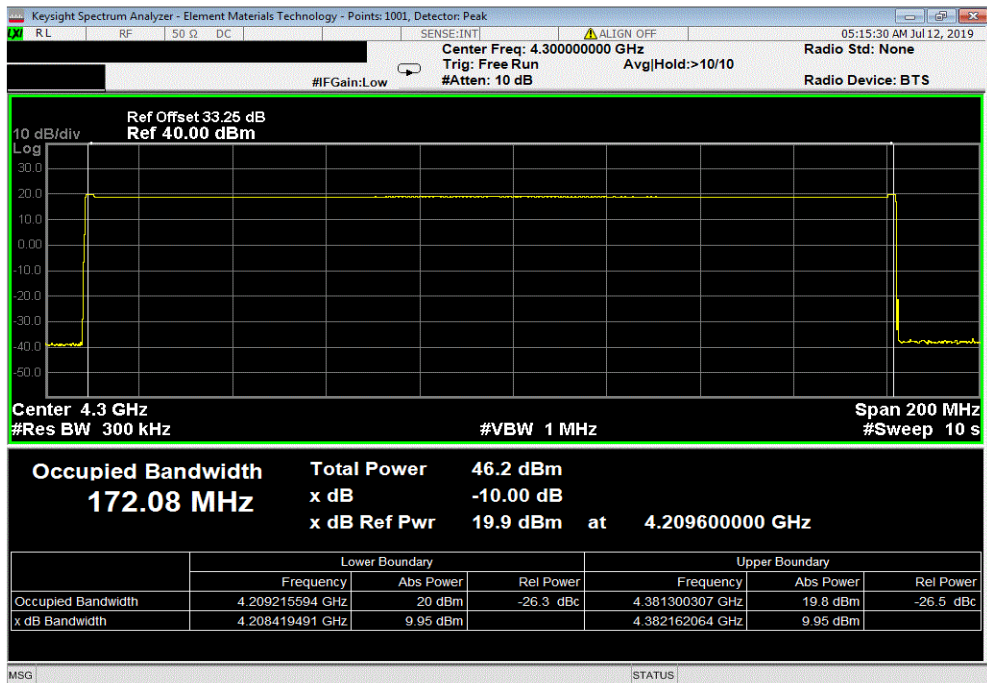 Keysight Spectrum Analyzer - Element Materials Technology - Points: 1001, Detector: Peak
LXI RL RF 50 Ω DC SENSE:INT ALIGN OFF 05:15:30 AM Jul 12, 2019
Center Freq: 4.300000000 GHz Radio Std: None
Trig: Free Run Avg|Hold:>10/10
#IFGain:Low #Atten: 10 dB Radio Device: BTS
Ref Offset 33.25 dB
10 dB/div Ref 40.00 dBm
Log
30.0
20.0
10.0
0.00
-10.0
-20.0
-30.0
-40.0
-50.0
Center 4.3 GHz Span 200 MHz
#Res BW 300 kHz #VBW 1 MHz #Sweep 10 s
Occupied Bandwidth Total Power 46.2 dBm
172.08 MHz x dB -10.00 dB
x dB Ref Pwr 19.9 dBm at 4.209600000 GHz
Lower Boundary Upper Boundary
Frequency Abs Power Rel Power Frequency Abs Power Rel Power
Occupied Bandwidth 4.209215594 GHz 20 dBm -26.3 dBc 4.381300307 GHz 19.8 dBm -26.5 dBc
x dB Bandwidth 4.208419491 GHz 9.95 dBm 4.382162064 GHz 9.95 dBm
MSG STATUS